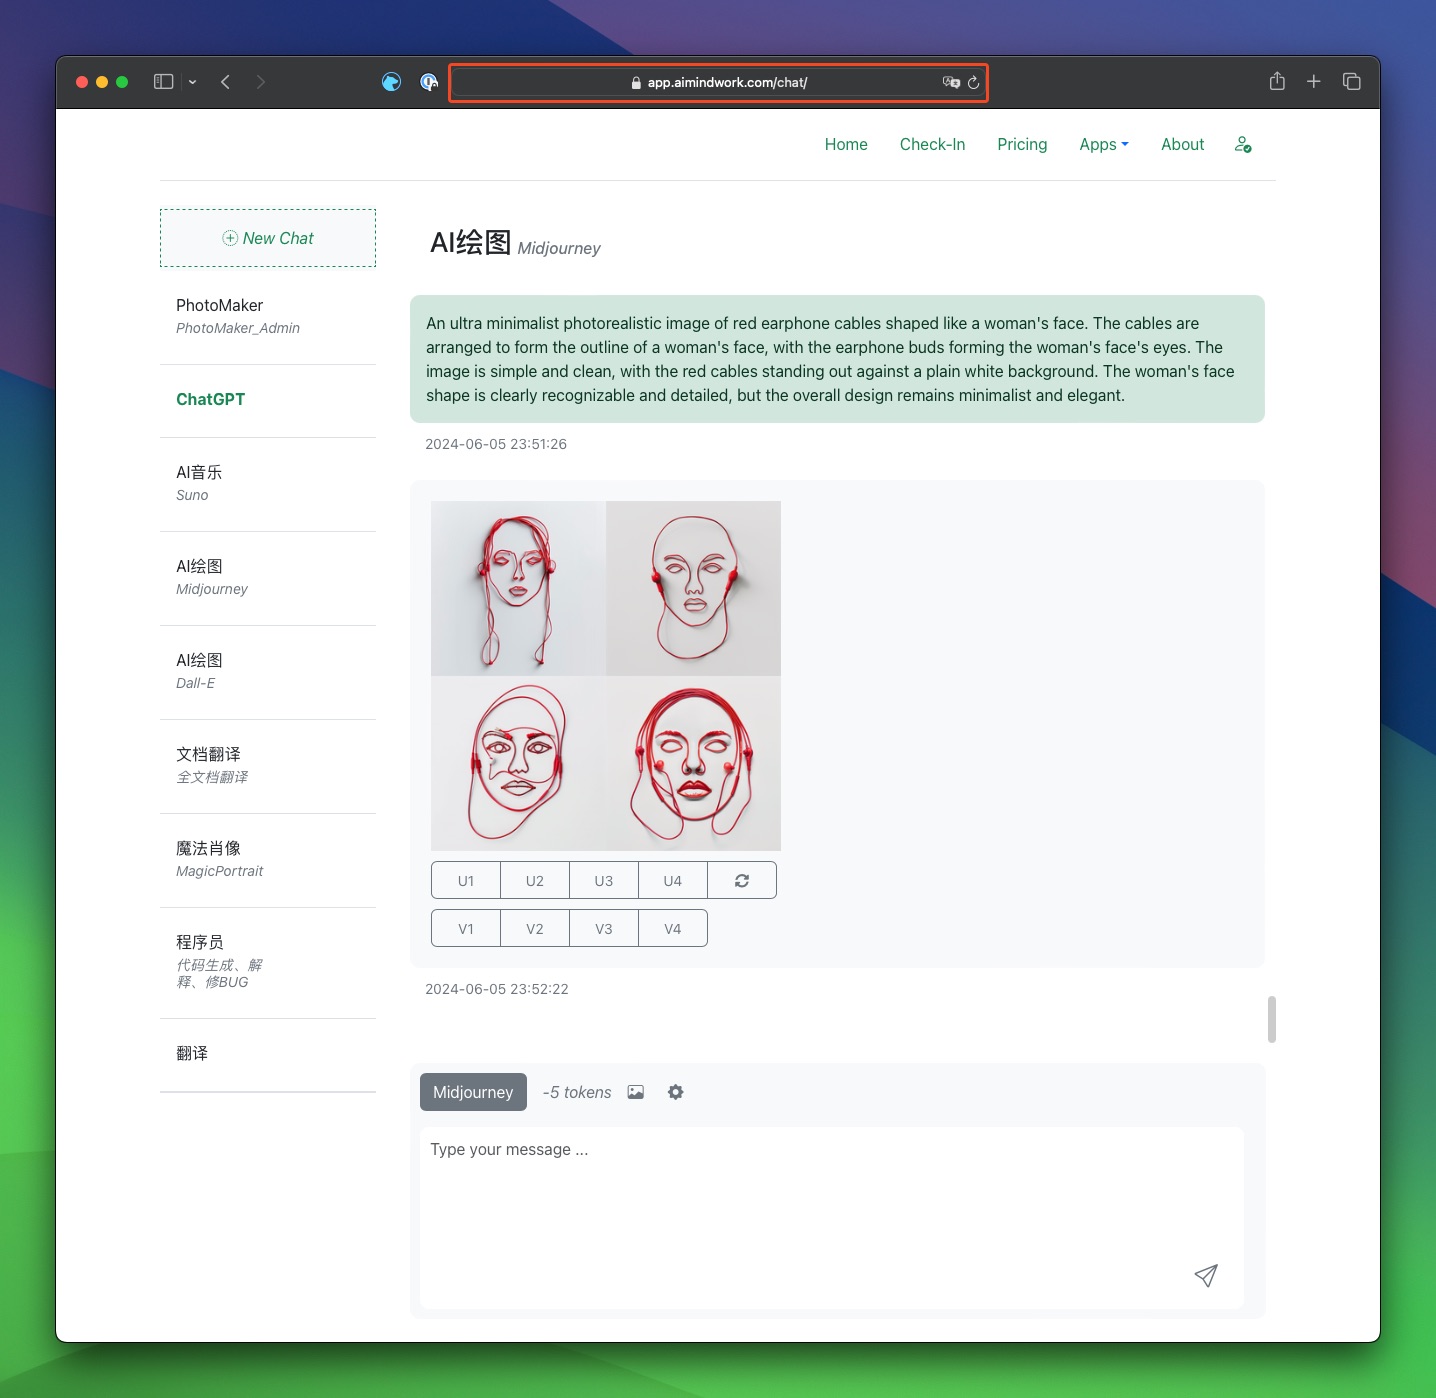 app.aimindwork.com/chat/
Home Check-In Pricing Apps About
New Chat
PhotoMaker
PhotoMaker_Admin
ChatGPT
AI音乐
Suno
AI绘图
Midjourney
AI绘图
Dall-E
文档翻译
全文档翻译
魔法肖像
MagicPortrait
程序员
代码生成、解
释、修BUG
翻译
AI绘图 Midjourney
An ultra minimalist photorealistic image of red earphone cables shaped like a woman's face. The cables are
arranged to form the outline of a woman's face, with the earphone buds forming the woman's face's eyes. The
image is simple and clean, with the red cables standing out against a plain white background. The woman's face
shape is clearly recognizable and detailed, but the overall design remains minimalist and elegant.
2024-06-05 23:51:26
U1 U2 U3 U4
V1 V2 V3 V4
2024-06-05 23:52:22
Midjourney -5 tokens
Type your message ...